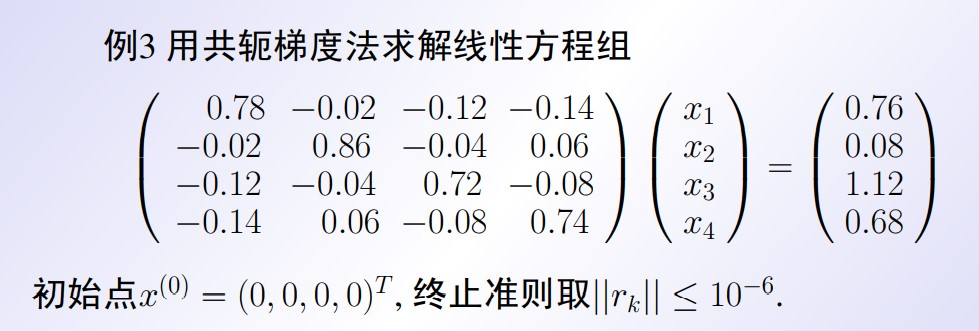 例3 用共轭梯度法求解线性方程组
0.78 −0.02 −0.12 −0.14 x1 0.76
−0.02 0.86 −0.04 0.06 x2 0.08
−0.12 −0.04 0.72 −0.08 x3 = 1.12
−0.14 0.06 −0.08 0.74 x4 0.68
初始点x^(0) = (0, 0, 0, 0)^T, 终止准则取||r_k|| ≤ 10^−6.